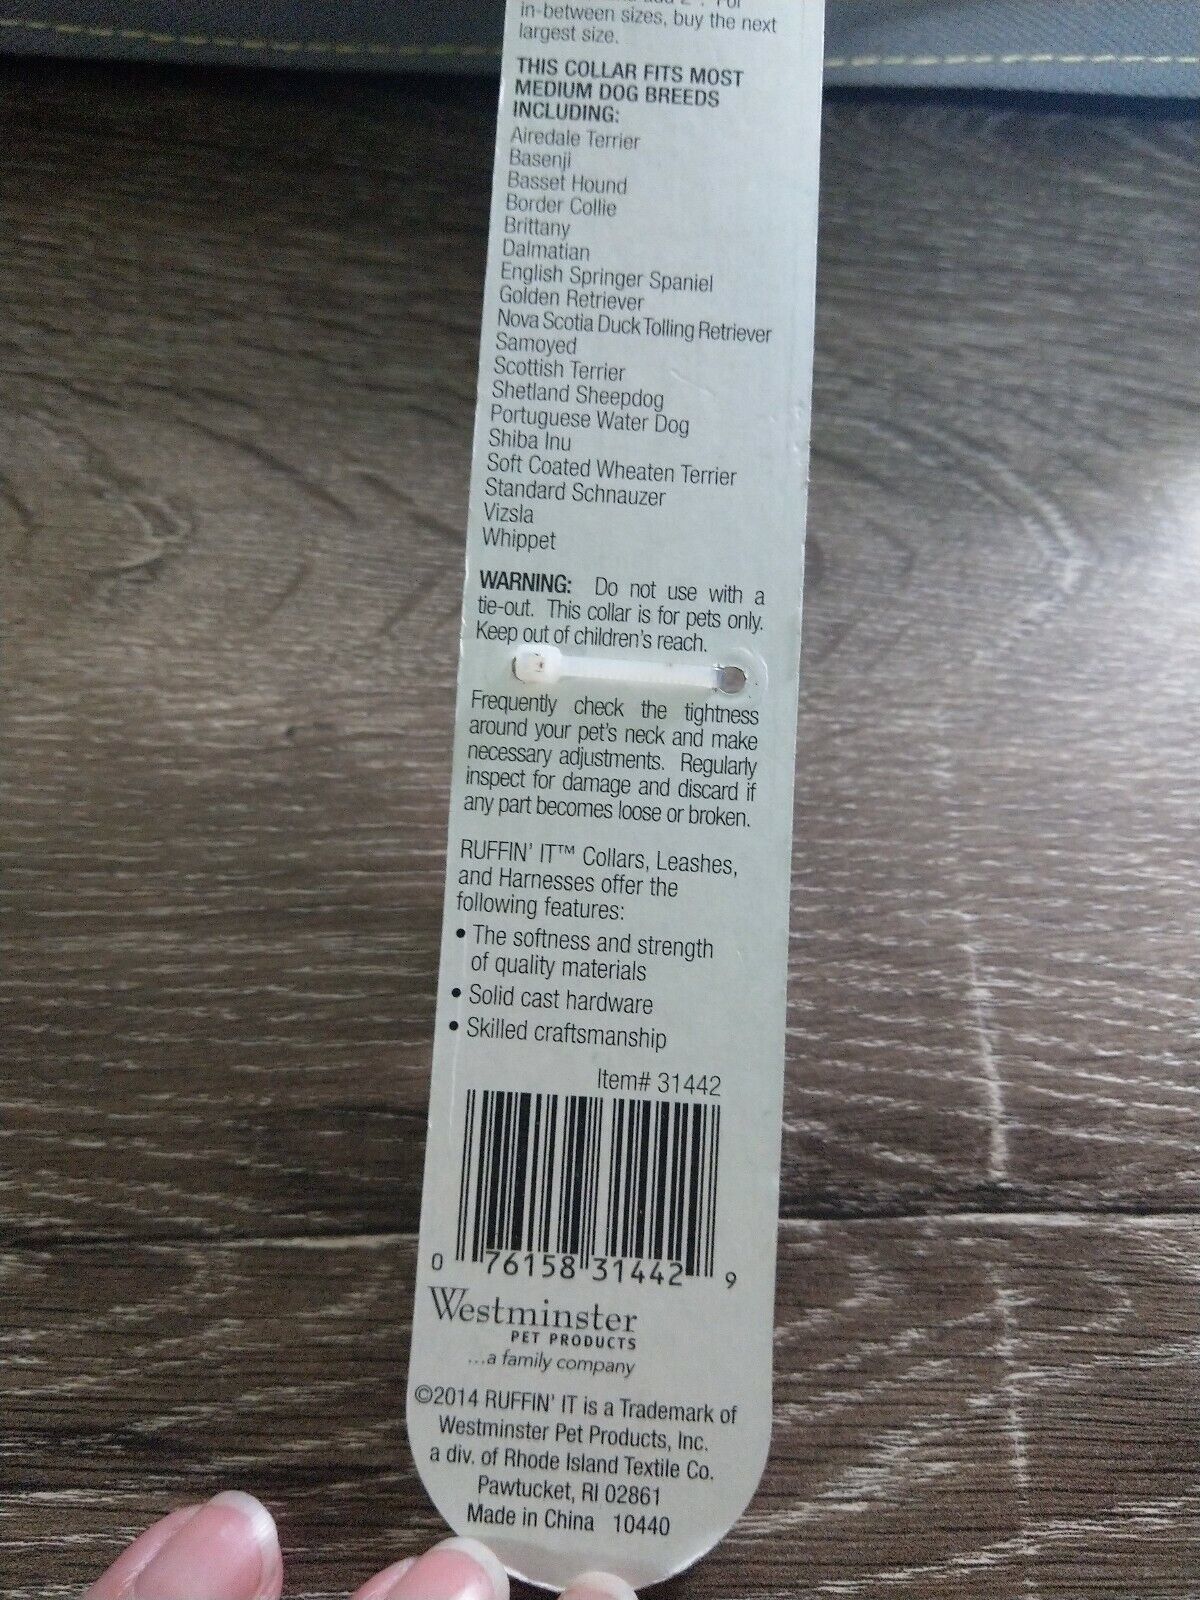 in-between sizes, buy the next
largest size.
THIS COLLAR FITS MOST
MEDIUM DOG BREEDS
INCLUDING:
Airedale Terrier
Basenji
Basset Hound
Border Collie
Brittany
Dalmatian
English Springer Spaniel
Golden Retriever
Nova Scotia Duck Tolling Retriever
Samoyed
Scottish Terrier
Shetland Sheepdog
Portuguese Water Dog
Shiba Inu
Soft Coated Wheaten Terrier
Standard Schnauzer
Vizsla
Whippet
WARNING: Do not use with a
tie-out. This collar is for pets only.
Keep out of children's reach.
Frequently check the tightness
around your pet's neck and make
necessary adjustments. Regularly
inspect for damage and discard if
any part becomes loose or broken.
RUFFIN' IT™ Collars, Leashes,
and Harnesses offer the
following features:
• The softness and strength
of quality materials
• Solid cast hardware
• Skilled craftsmanship
Item# 31442
0 76158 31442 9
Westminster
PET PRODUCTS
...a family company
©2014 RUFFIN' IT is a Trademark of
Westminster Pet Products, Inc.
a div. of Rhode Island Textile Co.
Pawtucket, RI 02861
Made in China 10440